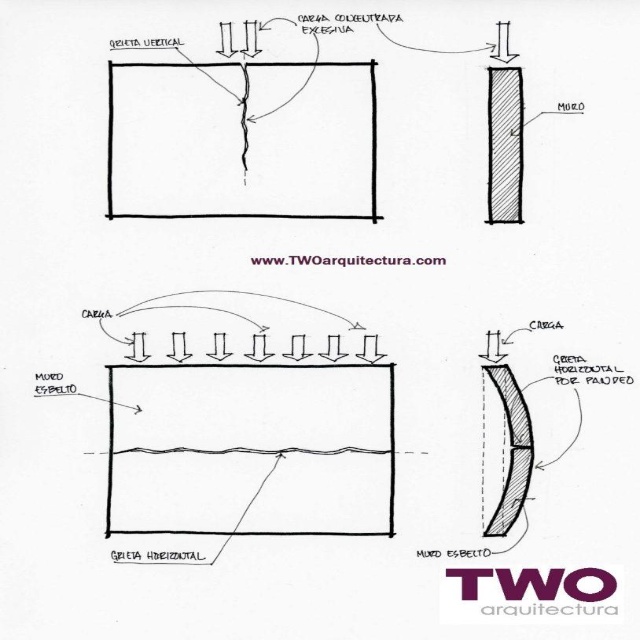 CARGA CONCENTRADA
EXCESIVA
GRIETA VERTICAL
MURO
www.TWOarquitectura.com
CARGA
CARGA
MURO
ESBELTO
GRIETA
HORIZONTAL
POR PANDEO
GRIETA HORIZONTAL
MURO ESBELTO
TWO
arquitectura